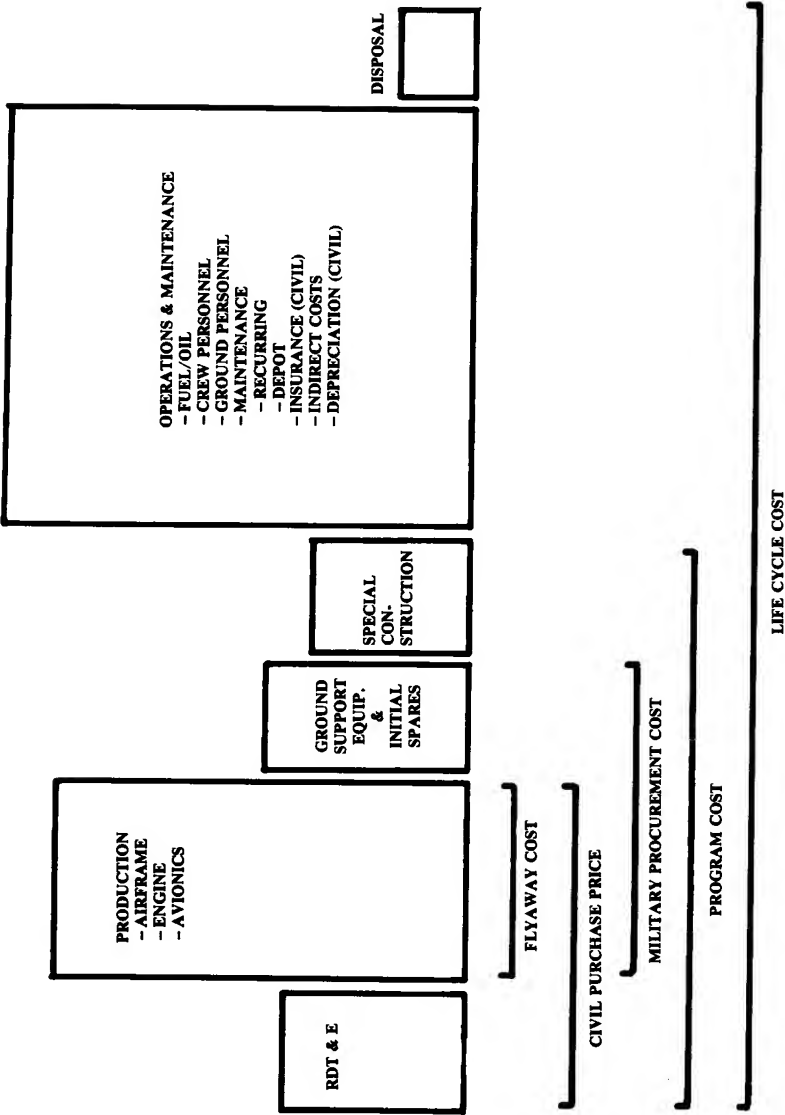 RDT & E
PRODUCTION
– AIRFRAME
– ENGINE
– AVIONICS
GROUND
SUPPORT
EQUIP.
&
INITIAL
SPARES
SPECIAL
CON-
STRUCTION
OPERATIONS & MAINTENANCE
– FUEL/OIL
– CREW PERSONNEL
– GROUND PERSONNEL
– MAINTENANCE
– RECURRING
– DEPOT
– INSURANCE (CIVIL)
– INDIRECT COSTS
– DEPRECIATION (CIVIL)
DISPOSAL
FLYAWAY COST
CIVIL PURCHASE PRICE
MILITARY PROCUREMENT COST
PROGRAM COST
LIFE CYCLE COST